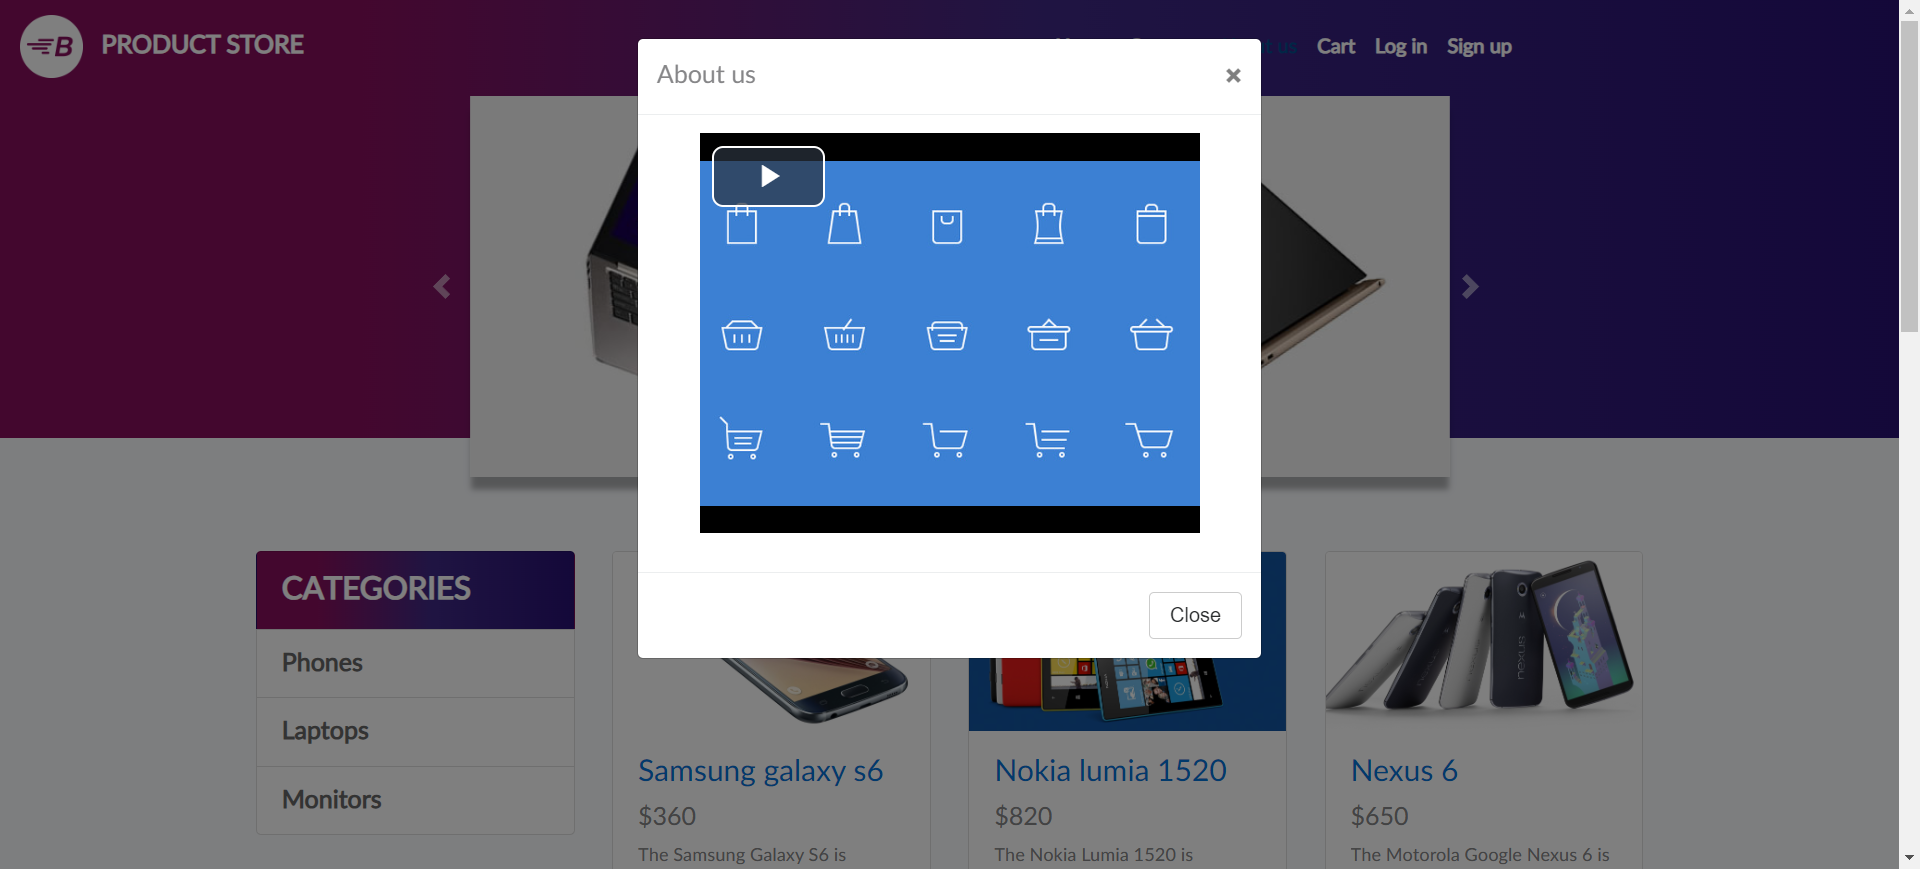 B PRODUCT STORE
Cart Log in Sign up
About us ×
CATEGORIES
Phones
Laptops
Monitors
Close
Samsung galaxy s6
$360
The Samsung Galaxy S6 is
Nokia lumia 1520
$820
The Nokia Lumia 1520 is
Nexus 6
$650
The Motorola Google Nexus 6 is